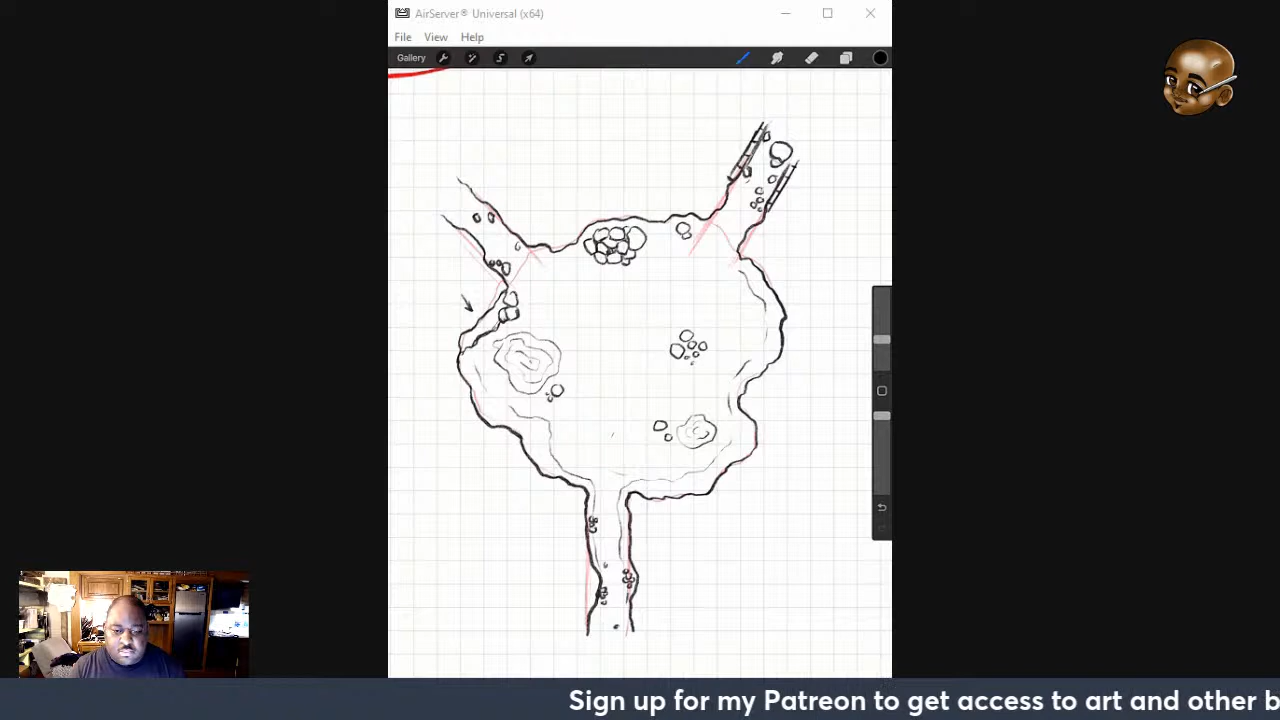 AirServer® Universal (x64)
File View Help
Gallery
Sign up for my Patreon to get access to art and other b